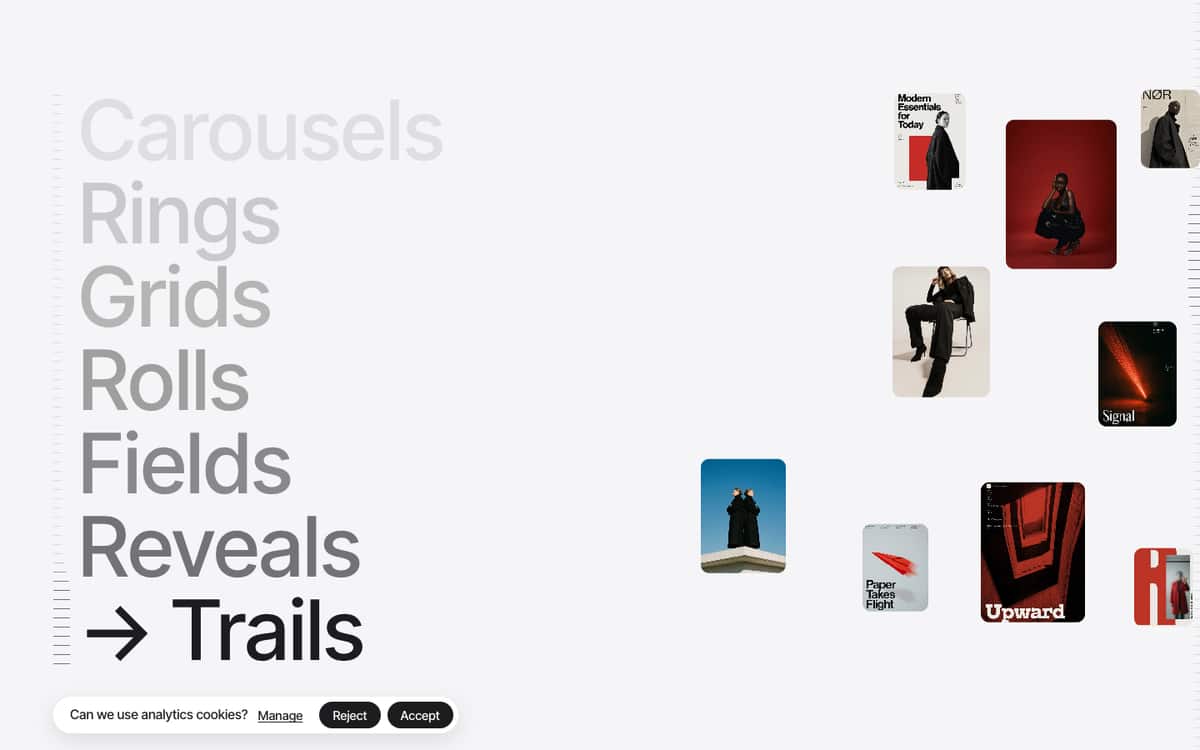 Carousels
Rings
Grids
Rolls
Fields
Reveals
→ Trails
Modern
Essentials
for
Today
NØR
Signal
Paper
Takes
Flight
Upward
Can we use analytics cookies? Manage Reject Accept